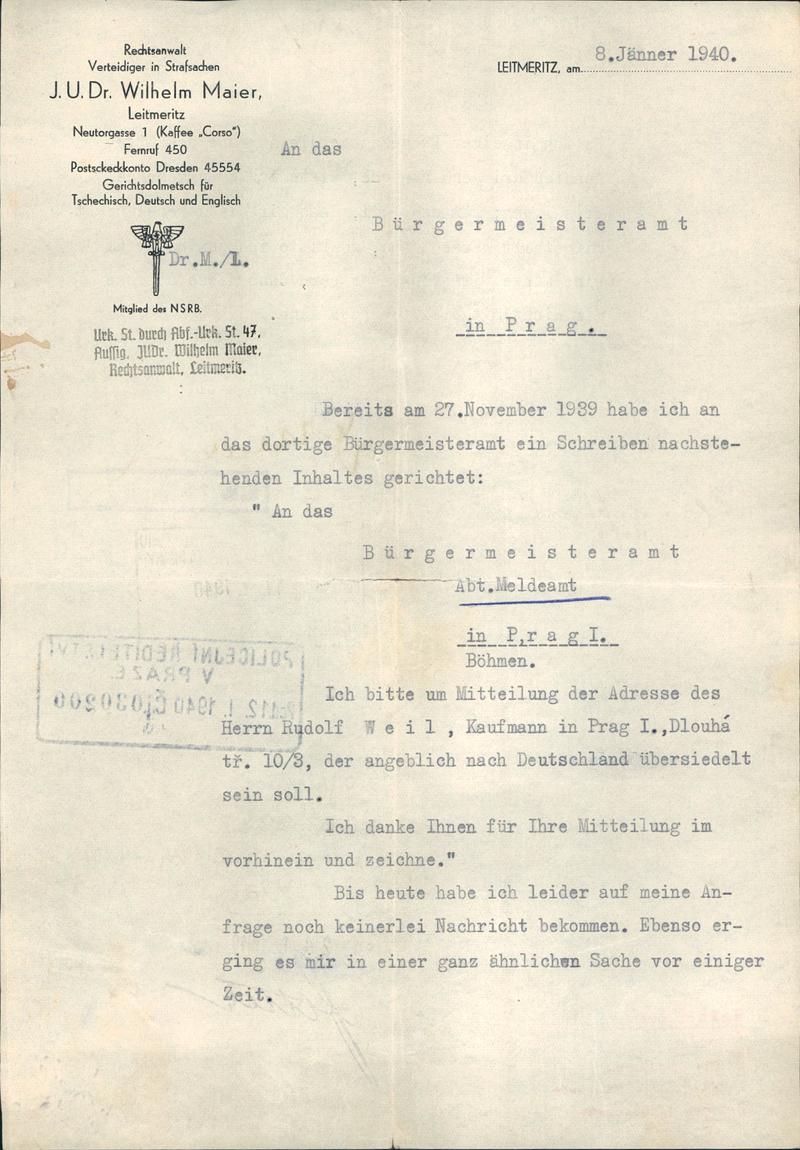 Rechtsanwalt
Verteidiger in Strafsachen
J. U. Dr. Wilhelm Maier,
Leitmeritz
Neutorgasse 1 (Kaffee „Corso")
Fernruf 450
Postsckeckkonto Dresden 45554
Gerichtsdolmetsch für
Tschechisch, Deutsch und Englisch
Dr.M./L.
Mitglied des NSRB.
Urk. St. durch Abf.-Urk. St. 47,
Aussig, JUDr. Wilhelm Maier,
Rechtsanwalt, Leitmeritz.
LEITMERITZ, am 8.Jänner 1940.
An das
B ü r g e r m e i s t e r a m t
in P r a g .
Bereits am 27.November 1939 habe ich an
das dortige Bürgermeisteramt ein Schreiben nachste-
henden Inhaltes gerichtet:
" An das
B ü r g e r m e i s t e r a m t
Abt.Meldeamt
in P r a g I.
Böhmen.
Ich bitte um Mitteilung der Adresse des
Herrn Rudolf W e i l , Kaufmann in Prag I.,Dlouhá
tř. 10/3, der angeblich nach Deutschland übersiedelt
sein soll.
Ich danke Ihnen für Ihre Mitteilung im
vorhinein und zeichne."
Bis heute habe ich leider auf meine An-
frage noch keinerlei Nachricht bekommen. Ebenso er-
ging es mir in einer ganz ähnlichen Sache vor einiger
Zeit.
POLICEJNÍ ŘEDITELSTVÍ
V PRAZE
12. I. 1940